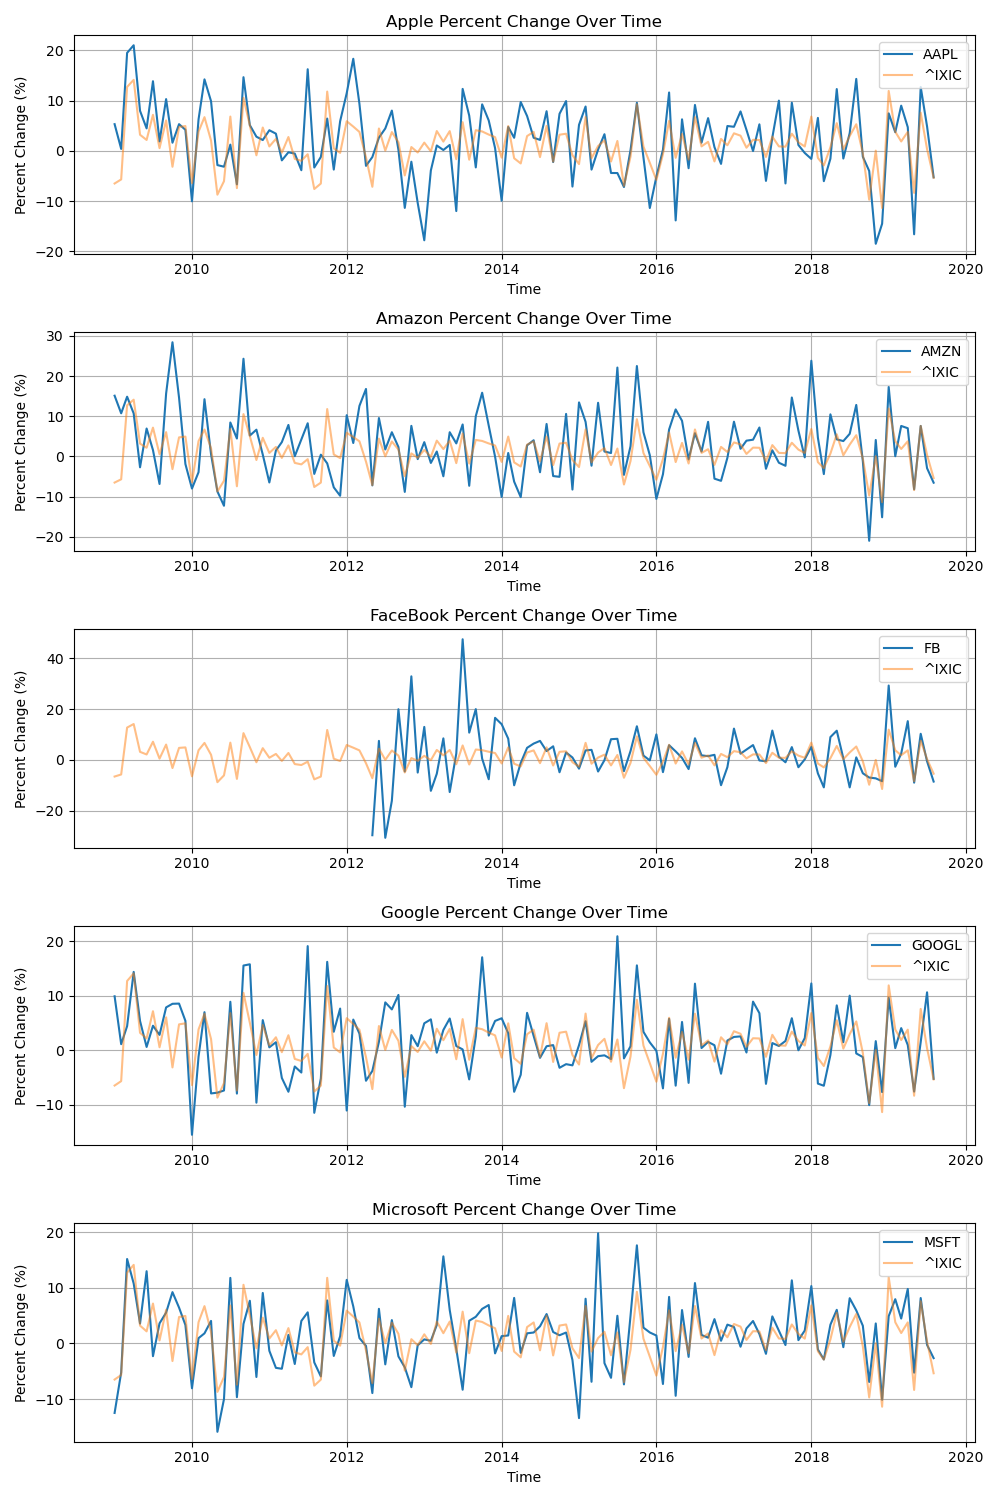 Apple Percent Change Over Time
Percent Change (%)
20
10
0
−10
−20
AAPL
^IXIC
2010 2012 2014 2016 2018 2020
Time
Amazon Percent Change Over Time
Percent Change (%)
30
20
10
0
−10
−20
AMZN
^IXIC
2010 2012 2014 2016 2018 2020
Time
FaceBook Percent Change Over Time
Percent Change (%)
40
20
0
−20
FB
^IXIC
2010 2012 2014 2016 2018 2020
Time
Google Percent Change Over Time
Percent Change (%)
20
10
0
−10
GOOGL
^IXIC
2010 2012 2014 2016 2018 2020
Time
Microsoft Percent Change Over Time
Percent Change (%)
20
10
0
−10
MSFT
^IXIC
2010 2012 2014 2016 2018 2020
Time